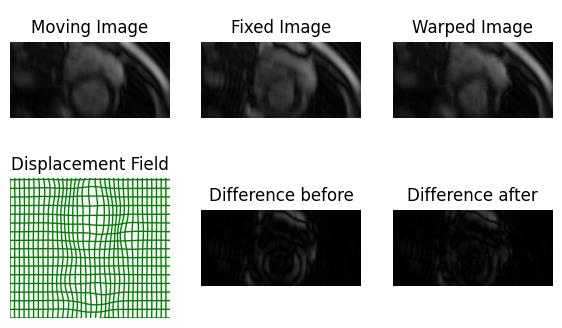 Moving Image
Fixed Image
Warped Image
Displacement Field
Difference before
Difference after